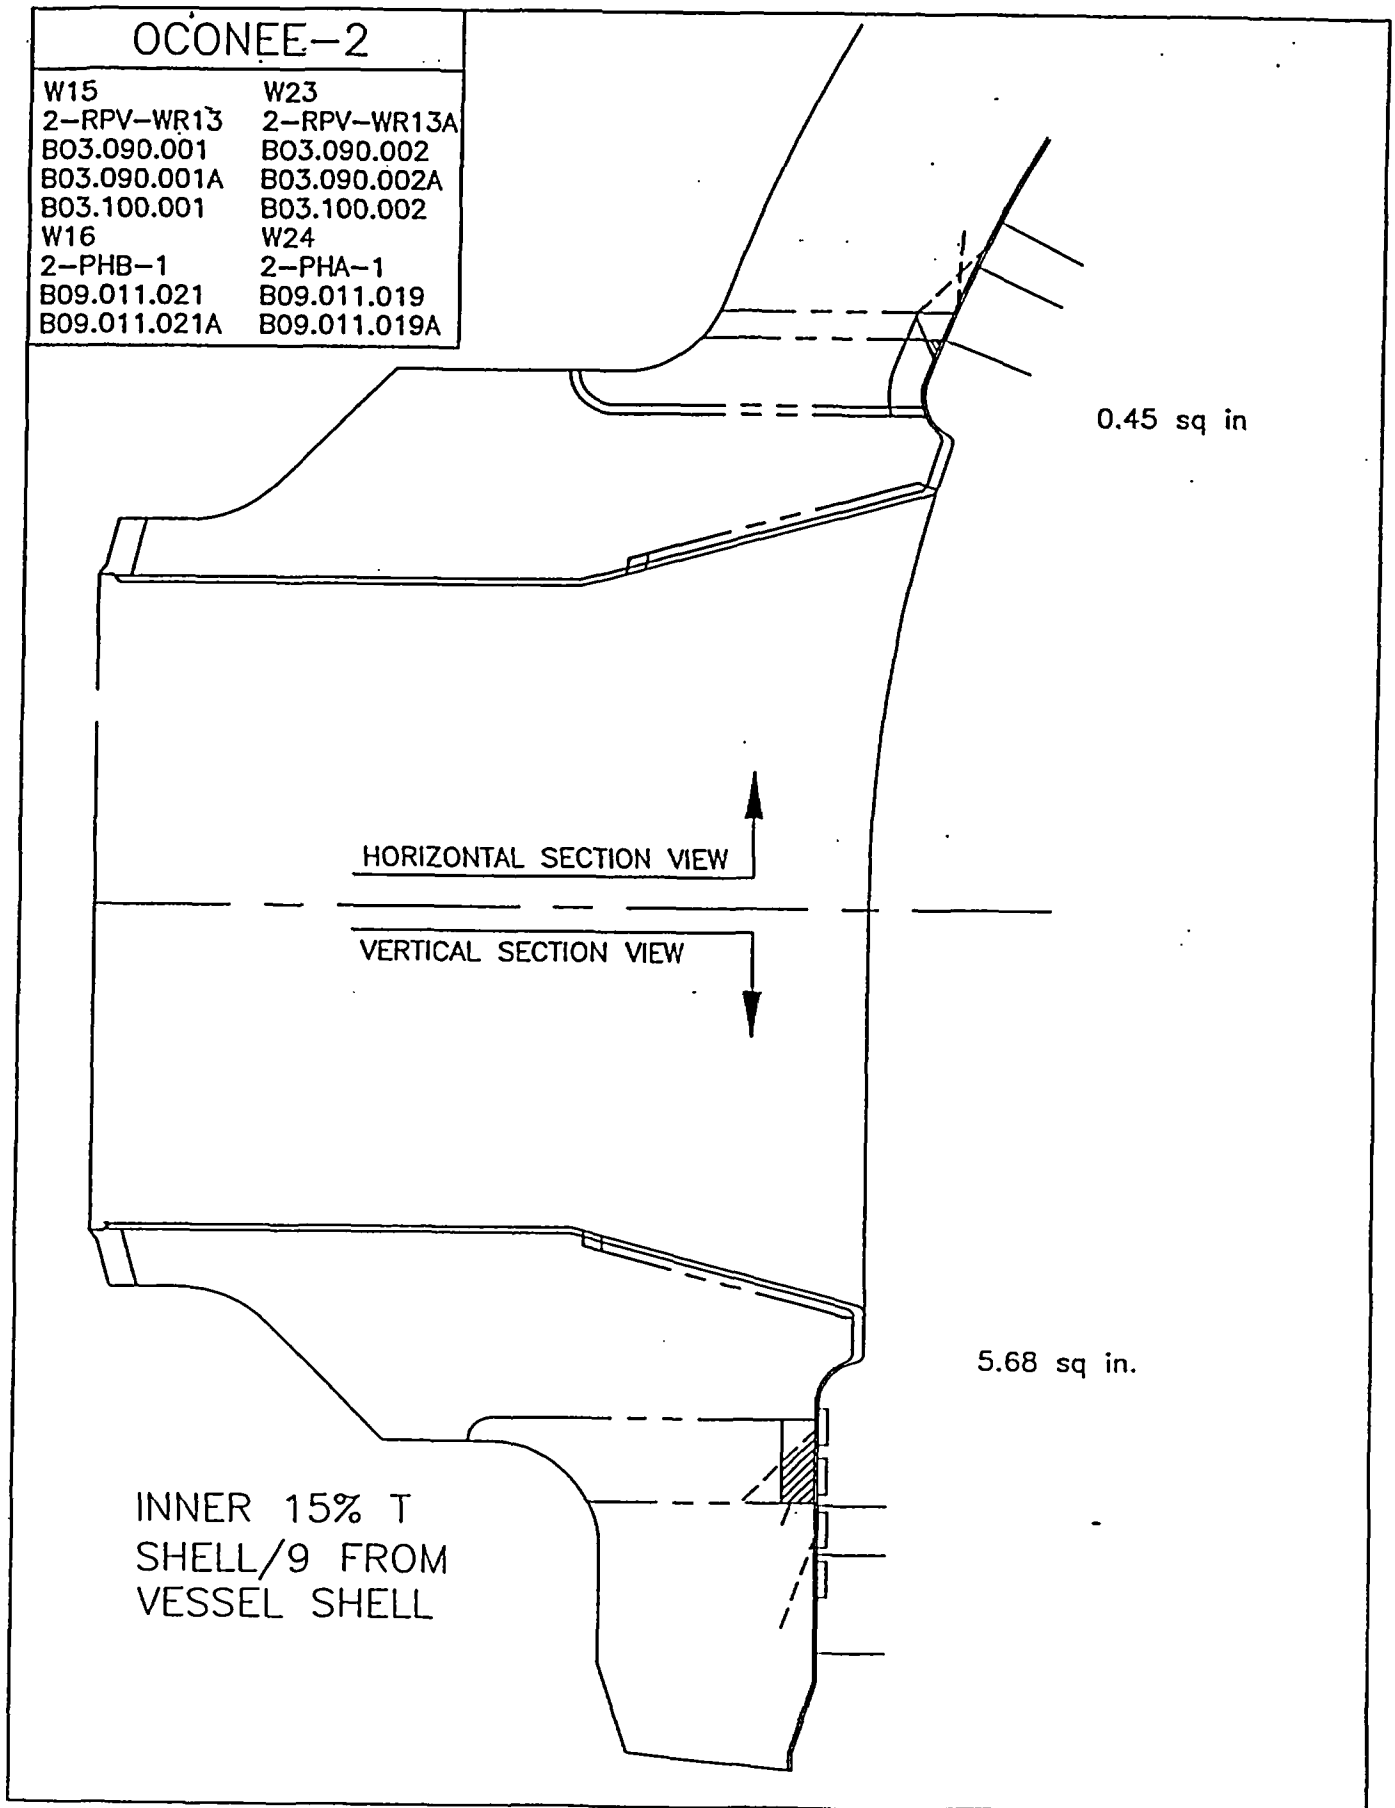 OCONEE-2
W15 W23
2-RPV-WR13 2-RPV-WR13A
B03.090.001 B03.090.002
B03.090.001A B03.090.002A
B03.100.001 B03.100.002
W16 W24
2-PHB-1 2-PHA-1
B09.011.021 B09.011.019
B09.011.021A B09.011.019A
0.45 sq in
HORIZONTAL SECTION VIEW
VERTICAL SECTION VIEW
5.68 sq in.
INNER 15% T
SHELL/9 FROM
VESSEL SHELL